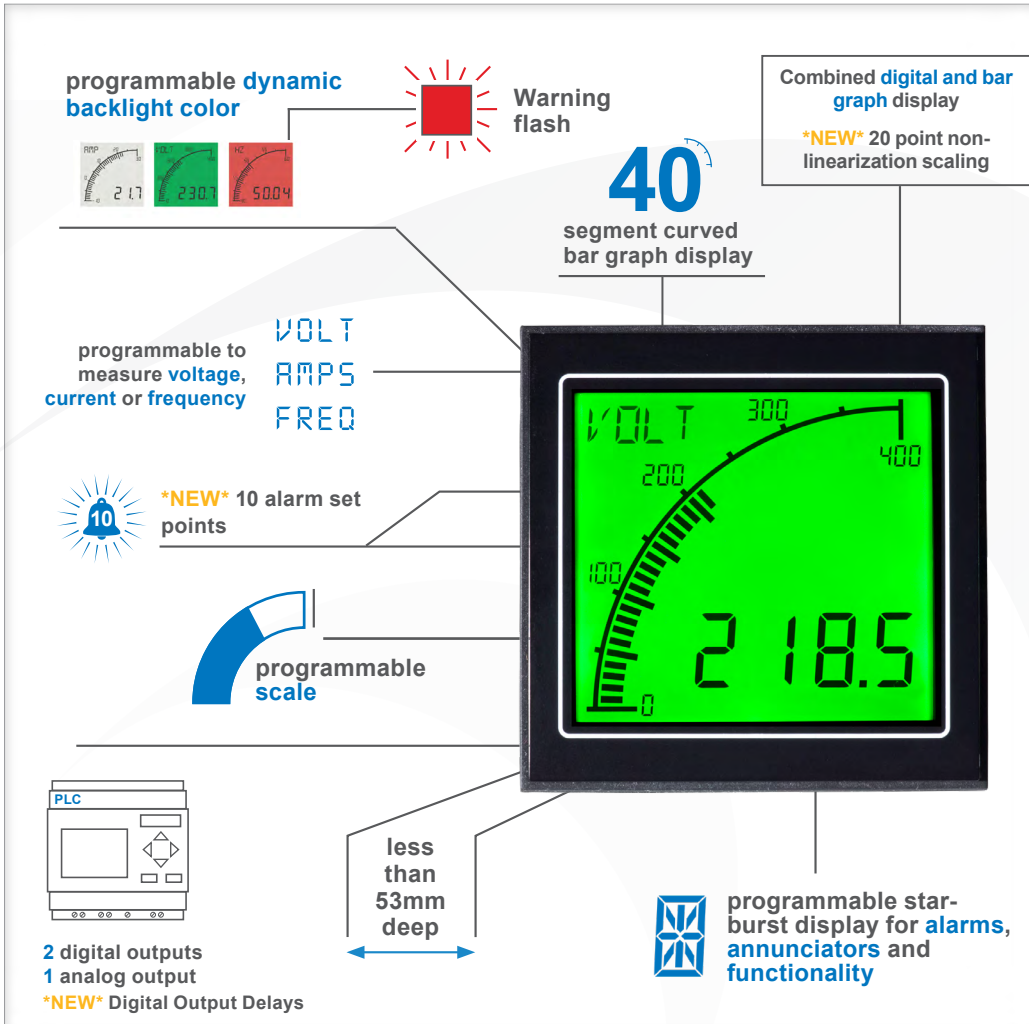 programmable dynamic
backlight color
AMP
21.7
VOLT
230.7
HZ
50.04
Warning
flash
40
segment curved
bar graph display
Combined digital and bar
graph display
*NEW* 20 point non-
linearization scaling
programmable to
measure voltage,
current or frequency
VOLT
AMPS
FREQ
10
*NEW* 10 alarm set
points
programmable
scale
VOLT
300
400
200
100
0
218.5
PLC
2 digital outputs
1 analog output
*NEW* Digital Output Delays
less
than
53mm
deep
programmable star-
burst display for alarms,
annunciators and
functionality